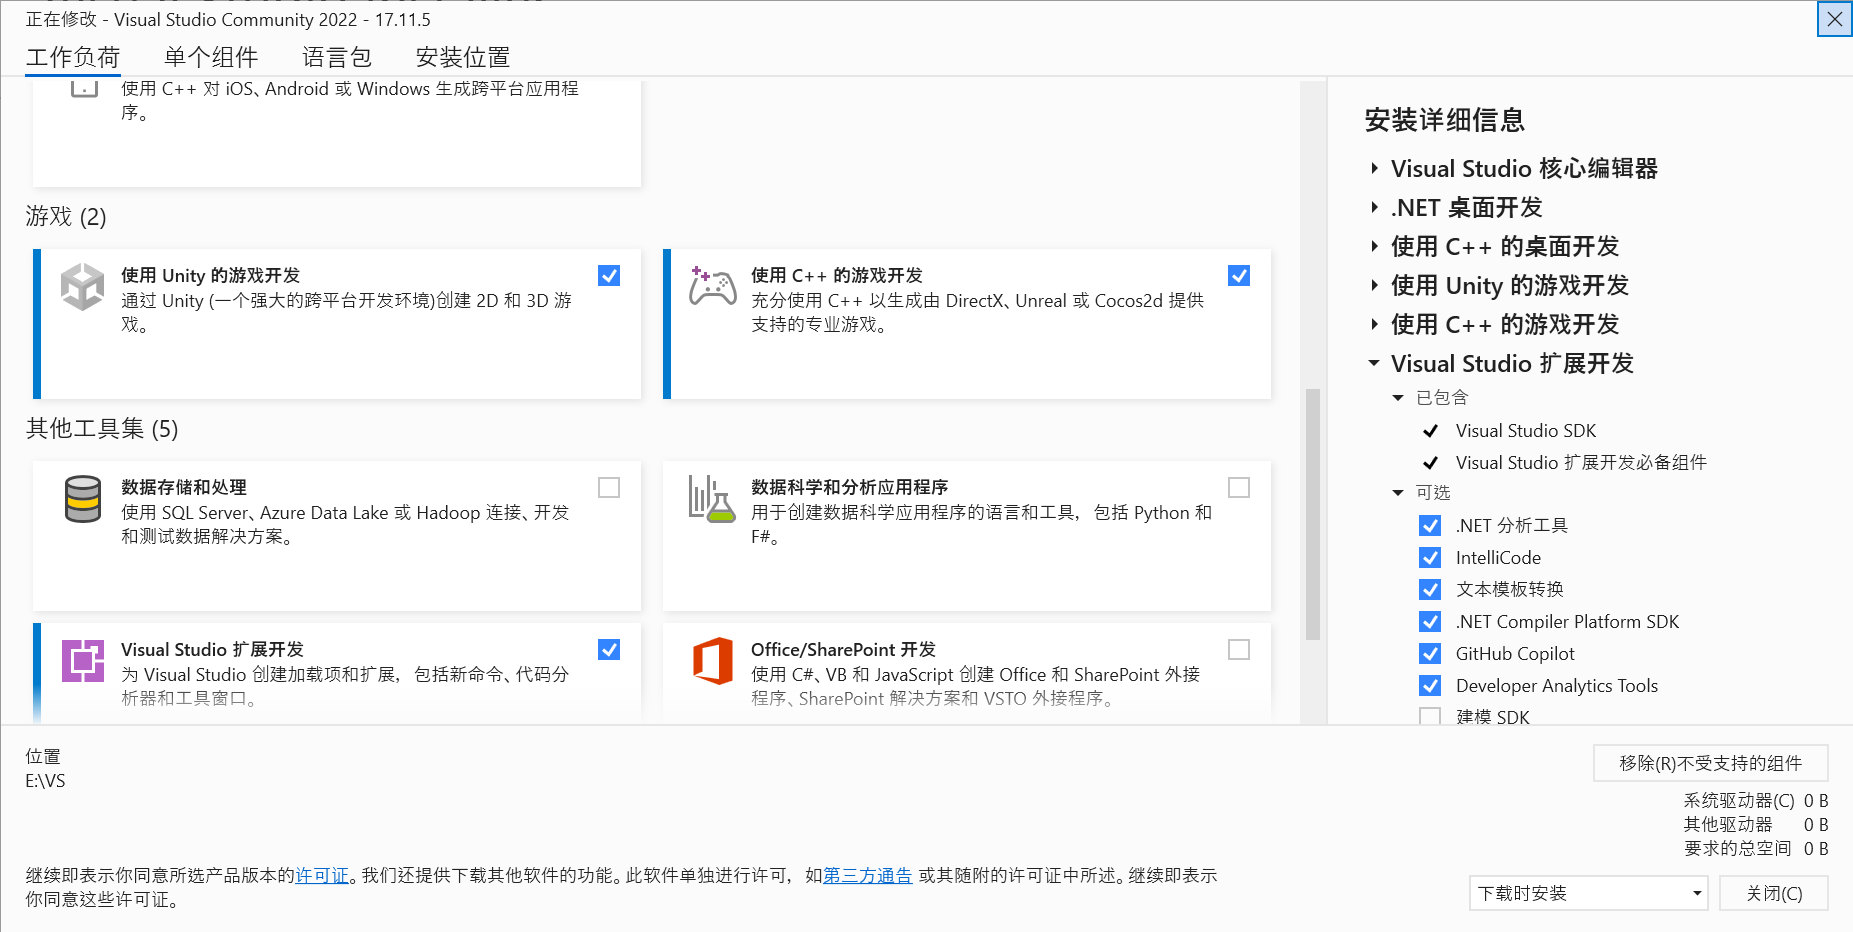 正在修改 - Visual Studio Community 2022 - 17.11.5
工作负荷 单个组件 语言包 安装位置
使用 C++ 对 iOS、Android 或 Windows 生成跨平台应用程
序。
游戏 (2)
使用 Unity 的游戏开发
通过 Unity (一个强大的跨平台开发环境)创建 2D 和 3D 游
戏。
使用 C++ 的游戏开发
充分使用 C++ 以生成由 DirectX、Unreal 或 Cocos2d 提供
支持的专业游戏。
其他工具集 (5)
数据存储和处理
使用 SQL Server、Azure Data Lake 或 Hadoop 连接、开发
和测试数据解决方案。
数据科学和分析应用程序
用于创建数据科学应用程序的语言和工具，包括 Python 和
F#。
Visual Studio 扩展开发
为 Visual Studio 创建加载项和扩展，包括新命令、代码分
析器和工具窗口。
Office/SharePoint 开发
使用 C#、VB 和 JavaScript 创建 Office 和 SharePoint 外接
程序、SharePoint 解决方案和 VSTO 外接程序。
安装详细信息
Visual Studio 核心编辑器
.NET 桌面开发
使用 C++ 的桌面开发
使用 Unity 的游戏开发
使用 C++ 的游戏开发
Visual Studio 扩展开发
已包含
Visual Studio SDK
Visual Studio 扩展开发必备组件
可选
.NET 分析工具
IntelliCode
文本模板转换
.NET Compiler Platform SDK
GitHub Copilot
Developer Analytics Tools
建模 SDK
位置
E:\VS
移除(R)不受支持的组件
系统驱动器(C) 0 B
其他驱动器 0 B
要求的总空间 0 B
继续即表示你同意所选产品版本的许可证。我们还提供下载其他软件的功能。此软件单独进行许可，如第三方通告 或其随附的许可证中所述。继续即表示
你同意这些许可证。
下载时安装
关闭(C)